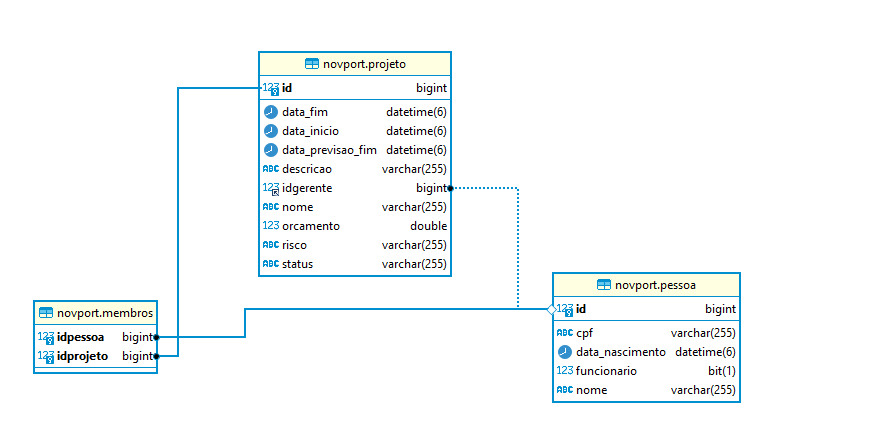 novport.projeto
123 id bigint
data_fim datetime(6)
data_inicio datetime(6)
data_previsao_fim datetime(6)
ABC descricao varchar(255)
123 idgerente bigint
ABC nome varchar(255)
123 orcamento double
ABC risco varchar(255)
ABC status varchar(255)
novport.pessoa
123 id bigint
ABC cpf varchar(255)
data_nascimento datetime(6)
123 funcionario bit(1)
ABC nome varchar(255)
novport.membros
123 idpessoa bigint
123 idprojeto bigint